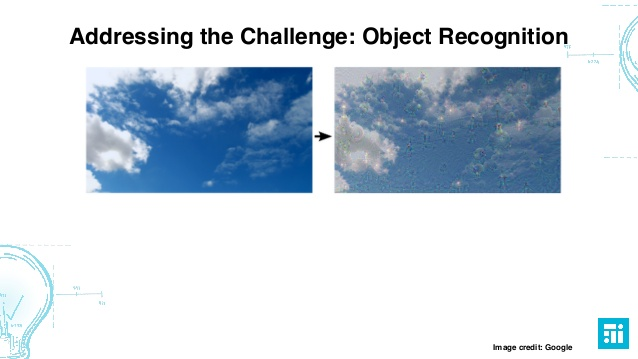 Addressing the Challenge: Object Recognition
Image credit: Google